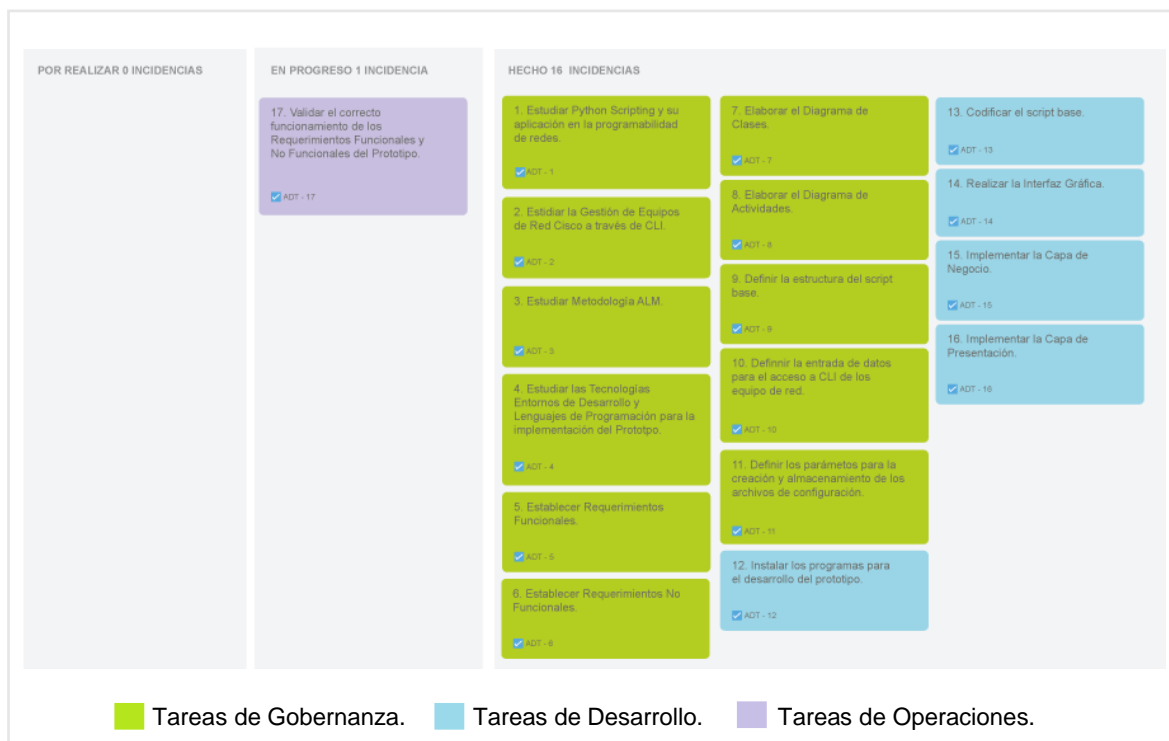 POR REALIZAR 0 INCIDENCIAS
EN PROGRESO 1 INCIDENCIA
17. Validar el correcto
funcionamiento de los
Requerimientos Funcionales y
No Funcionales del Prototipo.
ADT - 17
HECHO 16 INCIDENCIAS
1. Estudiar Python Scripting y su
aplicación en la programabilidad
de redes.
ADT - 1
2. Estidiar la Gestión de Equipos
de Red Cisco a través de CLI.
ADT - 2
3. Estudiar Metodología ALM.
ADT - 3
4. Estudiar las Tecnologías
Entornos de Desarrollo y
Lenguajes de Programación para la
implementación del Prototpo.
ADT - 4
5. Establecer Requerimientos
Funcionales.
ADT - 5
6. Establecer Requerimientos No
Funcionales.
ADT - 6
7. Elaborar el Diagrama de
Clases.
ADT - 7
8. Elaborar el Diagrama de
Actividades.
ADT - 8
9. Definir la estructura del script
base.
ADT - 9
10. Definnir la entrada de datos
para el acceso a CLI de los
equipo de red.
ADT - 10
11. Definir los parámetos para la
creación y almacenamiento de los
archivos de configuración.
ADT - 11
12. Instalar los programas para
el desarrollo del prototipo.
ADT - 12
13. Codificar el script base.
ADT - 13
14. Realizar la Interfaz Gráfica.
ADT - 14
15. Implementar la Capa de
Negocio.
ADT - 15
16. Implementar la Capa de
Presentación.
ADT - 16
Tareas de Gobernanza. Tareas de Desarrollo. Tareas de Operaciones.